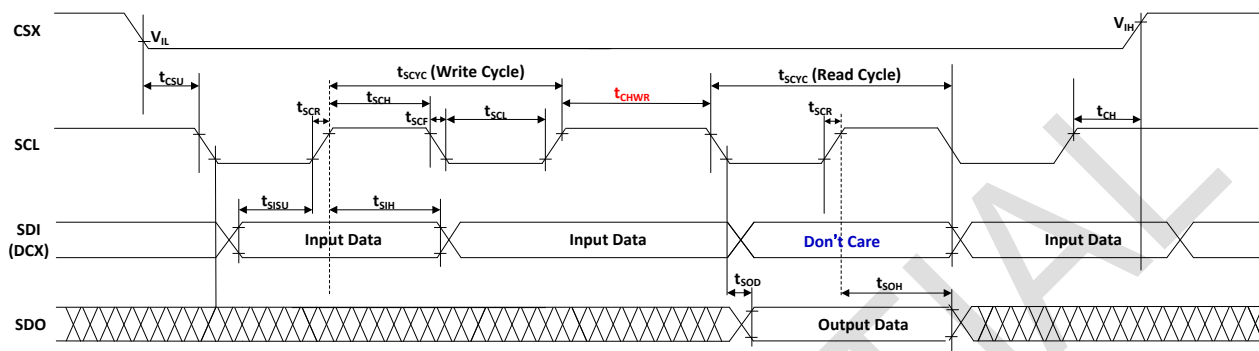 CSX
VIL
VIH
tCSU
tSCYC (Write Cycle)
tSCYC (Read Cycle)
tCHWR
tSCR
tSCH
tSCF
tSCL
tSCR
tCH
SCL
tSISU
tSIH
SDI
(DCX)
Input Data
Input Data
Don't Care
Input Data
tSOD
tSOH
SDO
Output Data
TIAL